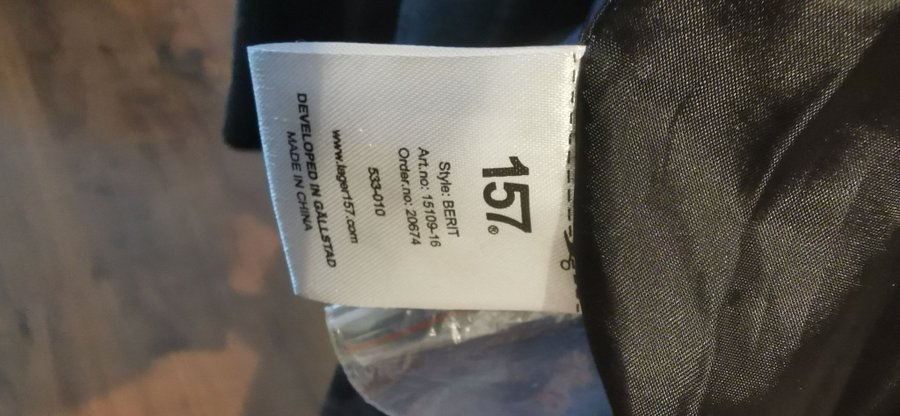 157®
Style: BERIT
Art.no: 15109-16
Order.no: 20674
533-010
www.lager157.com
DEVELOPED IN GÄLLSTAD
MADE IN CHINA